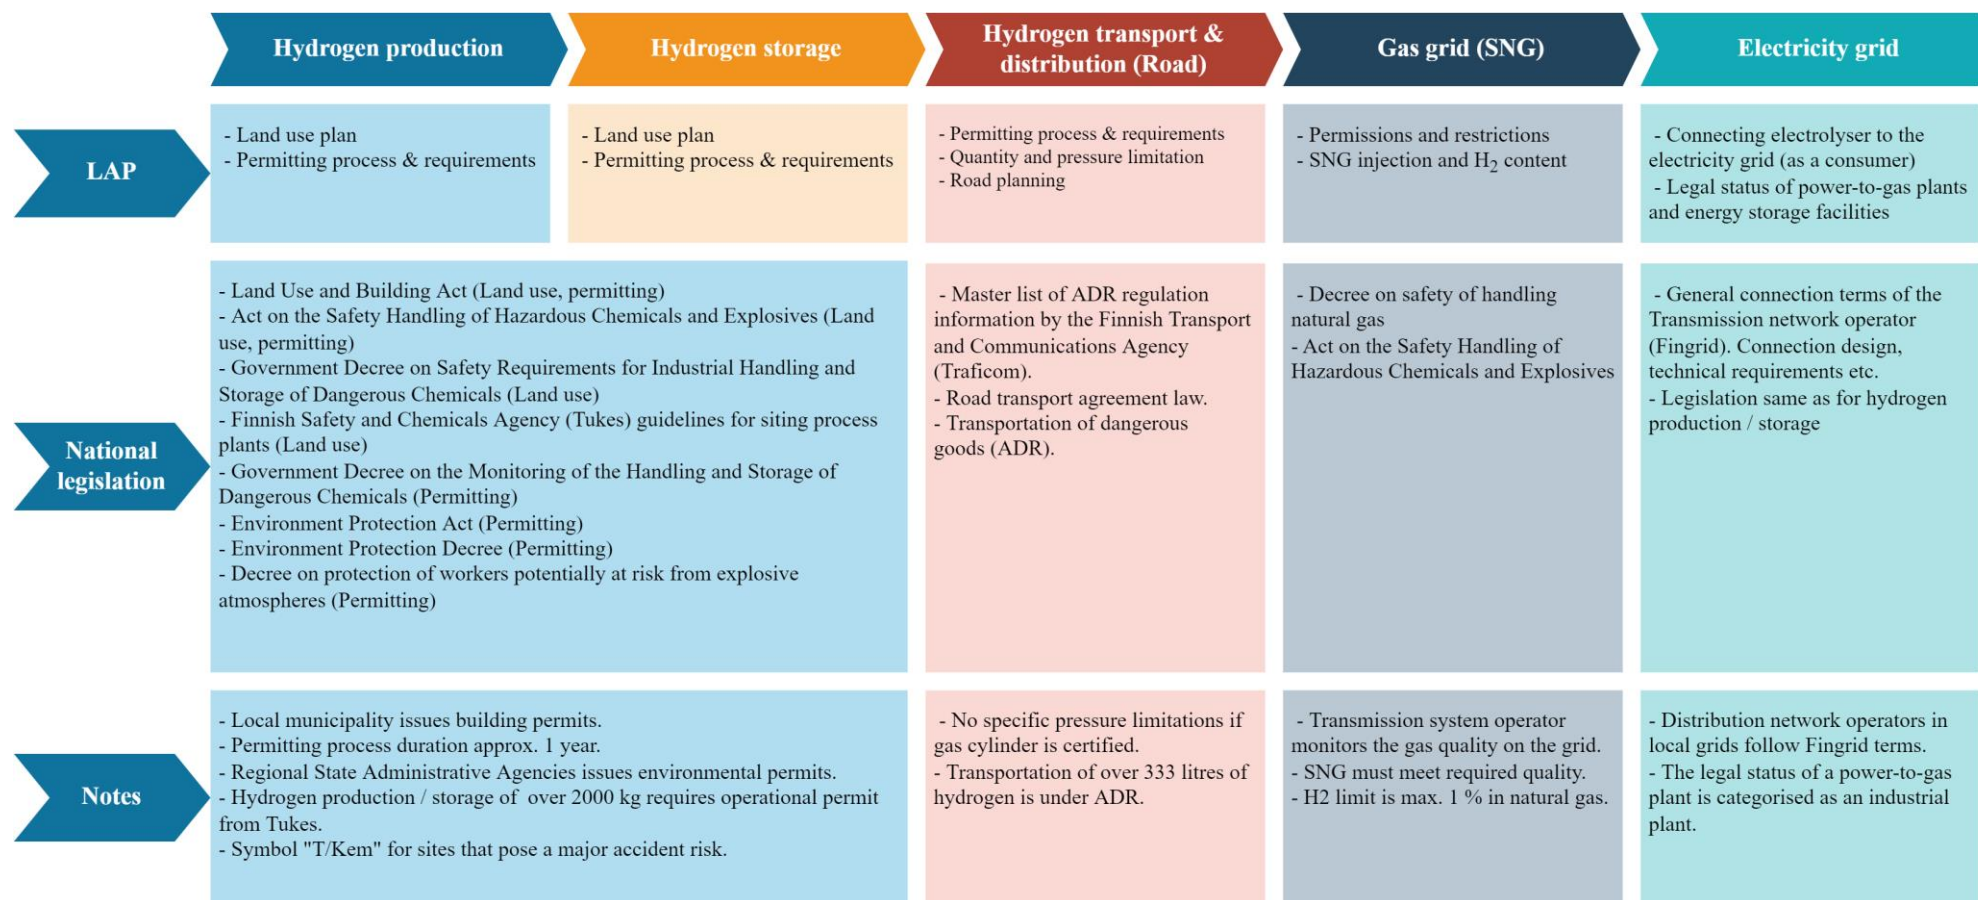 Hydrogen production
Hydrogen storage
Hydrogen transport &
distribution (Road)
Gas grid (SNG)
Electricity grid
LAP
- Land use plan
- Permitting process & requirements
- Land use plan
- Permitting process & requirements
- Permitting process & requirements
- Quantity and pressure limitation
- Road planning
- Permissions and restrictions
- SNG injection and H2 content
- Connecting electrolyser to the
electricity grid (as a consumer)
- Legal status of power-to-gas plants
and energy storage facilities
National
legislation
- Land Use and Building Act (Land use, permitting)
- Act on the Safety Handling of Hazardous Chemicals and Explosives (Land
use, permitting)
- Government Decree on Safety Requirements for Industrial Handling and
Storage of Dangerous Chemicals (Land use)
- Finnish Safety and Chemicals Agency (Tukes) guidelines for siting process
plants (Land use)
- Government Decree on the Monitoring of the Handling and Storage of
Dangerous Chemicals (Permitting)
- Environment Protection Act (Permitting)
- Environment Protection Decree (Permitting)
- Decree on protection of workers potentially at risk from explosive
atmospheres (Permitting)
- Master list of ADR regulation
information by the Finnish Transport
and Communications Agency
(Traficom).
- Road transport agreement law.
- Transportation of dangerous
goods (ADR).
- Decree on safety of handling
natural gas
- Act on the Safety Handling of
Hazardous Chemicals and Explosives
- General connection terms of the
Transmission network operator
(Fingrid). Connection design,
technical requirements etc.
- Legislation same as for hydrogen
production / storage
Notes
- Local municipality issues building permits.
- Permitting process duration approx. 1 year.
- Regional State Administrative Agencies issues environmental permits.
- Hydrogen production / storage of over 2000 kg requires operational permit
from Tukes.
- Symbol "T/Kem" for sites that pose a major accident risk.
- No specific pressure limitations if
gas cylinder is certified.
- Transportation of over 333 litres of
hydrogen is under ADR.
- Transmission system operator
monitors the gas quality on the grid.
- SNG must meet required quality.
- H2 limit is max. 1 % in natural gas.
- Distribution network operators in
local grids follow Fingrid terms.
- The legal status of a power-to-gas
plant is categorised as an industrial
plant.